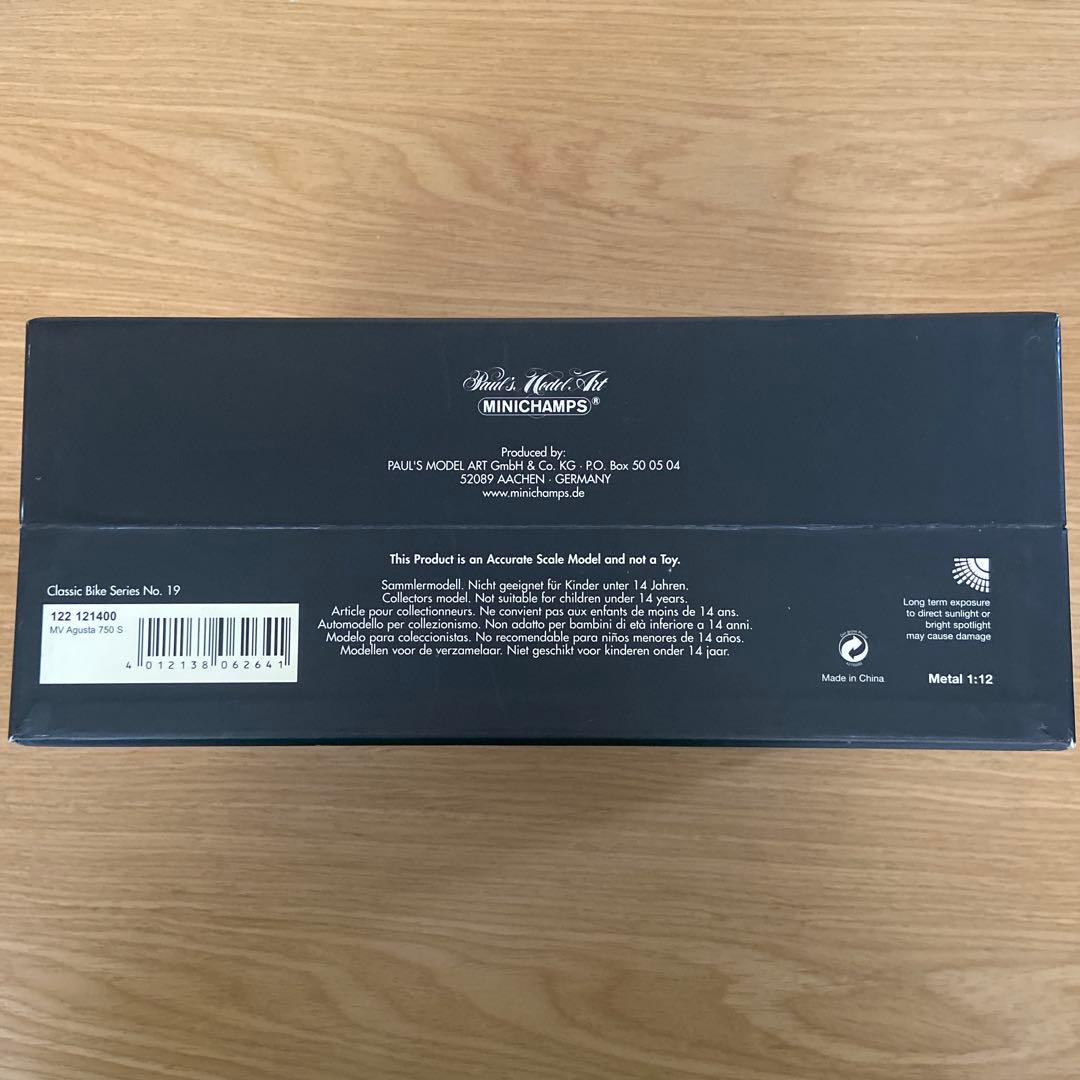 Paul's Model Art
MINICHAMPS®
Produced by:
PAUL'S MODEL ART GmbH & Co. KG · P.O. Box 50 05 04
52089 AACHEN · GERMANY
www.minichamps.de
This Product is an Accurate Scale Model and not a Toy.
Sammlermodell. Nicht geeignet für Kinder unter 14 Jahren.
Collectors model. Not suitable for children under 14 years.
Article pour collectionneurs. Ne convient pas aux enfants de moins de 14 ans.
Automodello per collezionismo. Non adatto per bambini di età inferiore a 14 anni.
Modelo para coleccionistas. No recomendable para niños menores de 14 años.
Modellen voor de verzamelaar. Niet geschikt voor kinderen onder 14 jaar.
Classic Bike Series No. 19
122 121400
MV Agusta 750 S
4 012138 062641
Made in China
Long term exposure
to direct sunlight or
bright spotlight
may cause damage
Metal 1:12